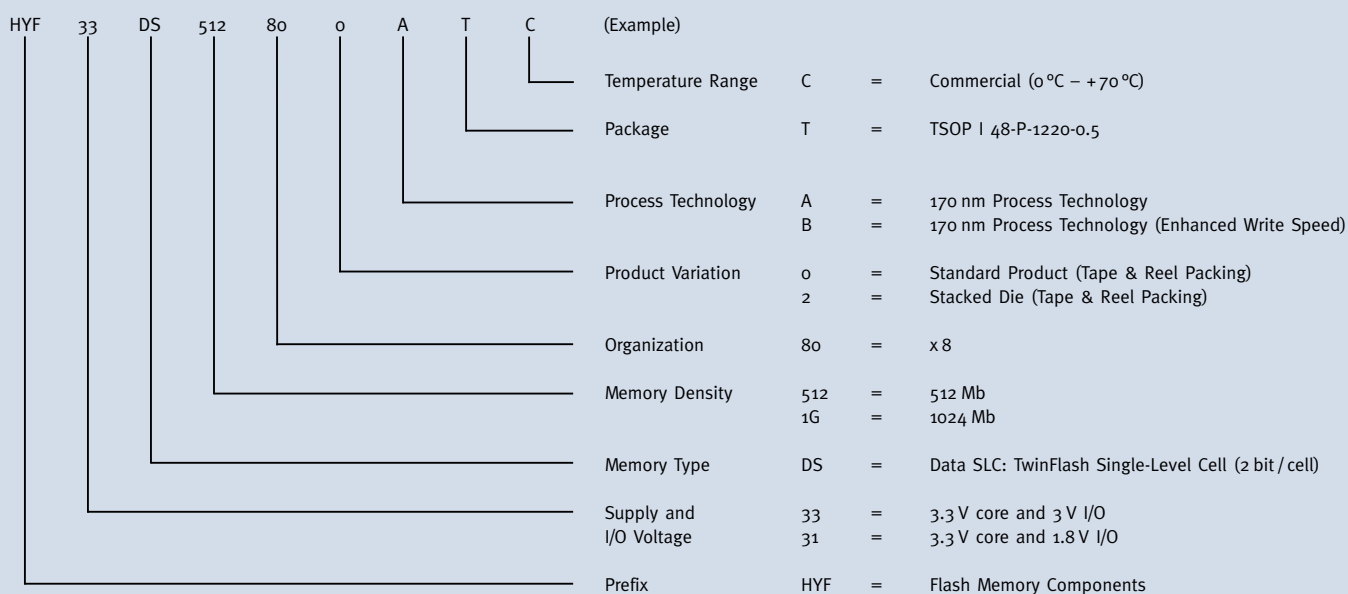 HYF 33 DS 512 80 0 A T C (Example)
Temperature Range C = Commercial (0 °C – +70 °C)
Package T = TSOP I 48-P-1220-0.5
Process Technology A = 170 nm Process Technology
B = 170 nm Process Technology (Enhanced Write Speed)
Product Variation 0 = Standard Product (Tape & Reel Packing)
2 = Stacked Die (Tape & Reel Packing)
Organization 80 = x 8
Memory Density 512 = 512 Mb
1G = 1024 Mb
Memory Type DS = Data SLC: TwinFlash Single-Level Cell (2 bit / cell)
Supply and 33 = 3.3 V core and 3 V I/O
I/O Voltage 31 = 3.3 V core and 1.8 V I/O
Prefix HYF = Flash Memory Components